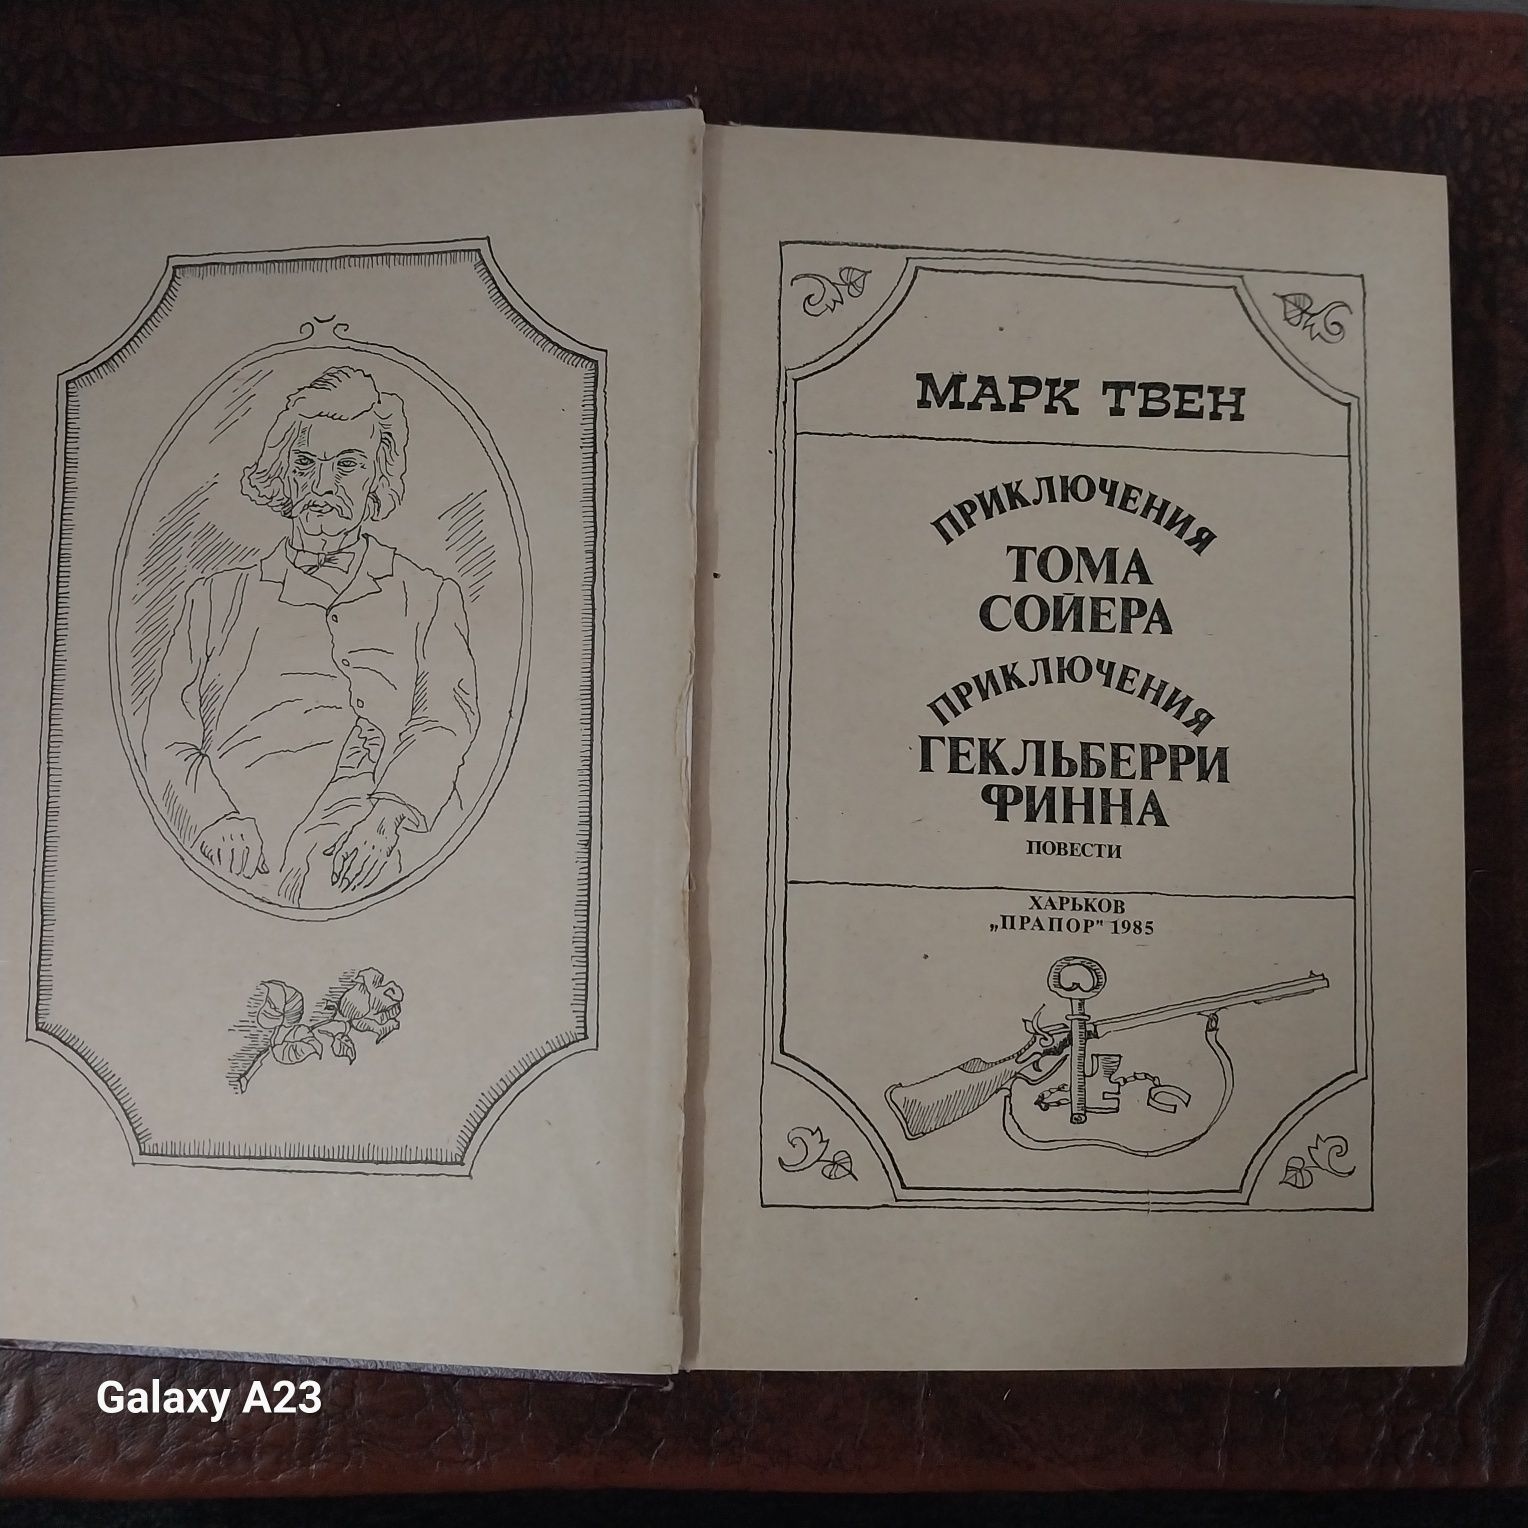 МАРК ТВЕН
ПРИКЛЮЧЕНИЯ
ТОМА
СОЙЕРА
ПРИКЛЮЧЕНИЯ
ГЕКЛЬБЕРРИ
ФИННА
ПОВЕСТИ
ХАРЬКОВ
„ПРАПОР" 1985
Galaxy A23